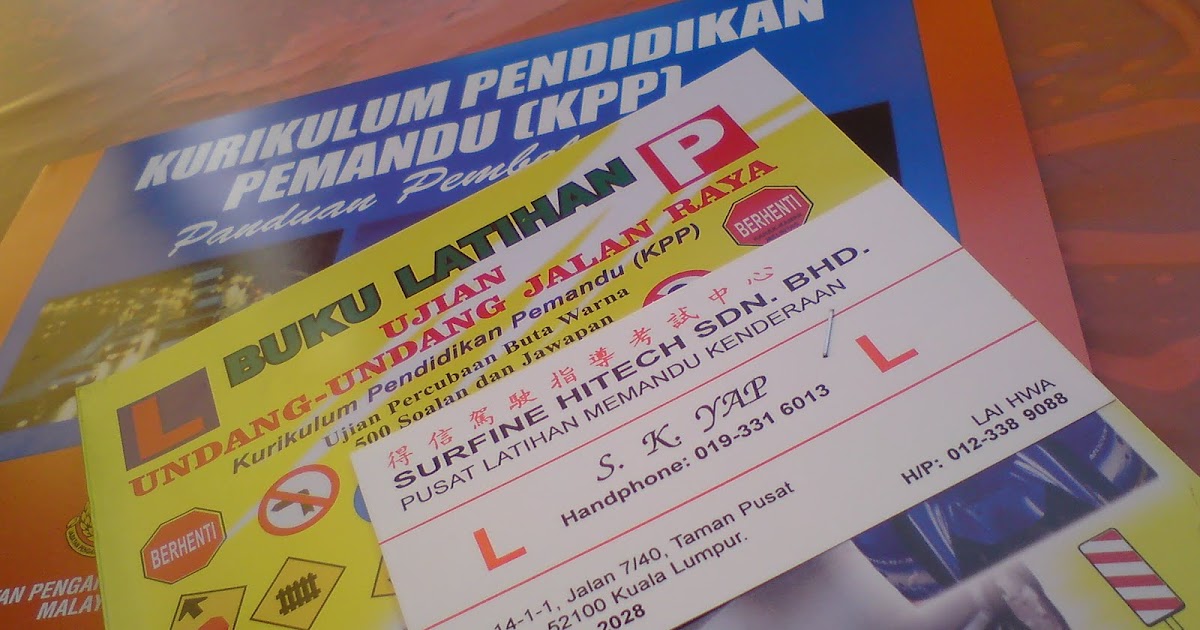 KURIKULUM PENDIDIKAN
PEMANDU (KPP)
Panduan
BUKU LATIHAN P
UJIAN
UNDANG-UNDANG JALAN RAYA
Kurikulum Pendidikan Pemandu (KPP)
Ujian Percubaan Buta Warna
500 Soalan dan Jawapan
L
BERHENTI
BERHENTI
得信駕駛指導考試中心
SURFINE HITECH SDN. BHD.
PUSAT LATIHAN MEMANDU KENDERAAN
S. K. YAP
Handphone: 019-331 6013
L
L
LAI HWA
H/P: 012-338 9088
14-1-1, Jalan 7/40, Taman Pusat
52100 Kuala Lumpur.
2028
AN PENGA
MALAY